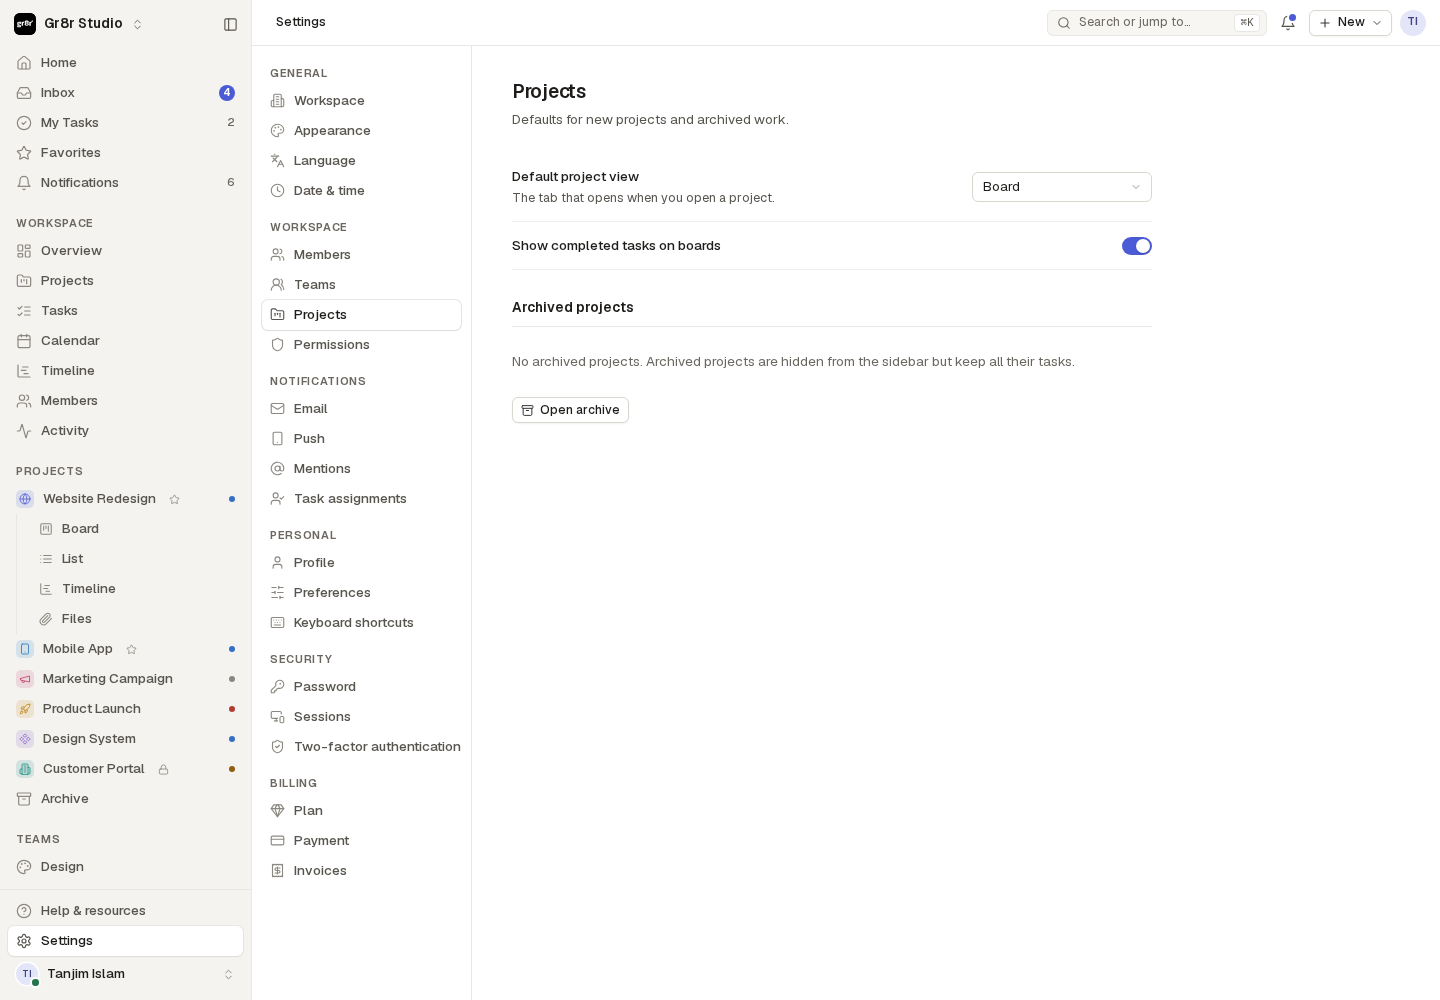 gr8r
Gr8r Studio
Settings
Search or jump to...
⌘K
New
TI
Home
Inbox
4
My Tasks
2
Favorites
Notifications
6
WORKSPACE
Overview
Projects
Tasks
Calendar
Timeline
Members
Activity
PROJECTS
Website Redesign
Board
List
Timeline
Files
Mobile App
Marketing Campaign
Product Launch
Design System
Customer Portal
Archive
TEAMS
Design
Help & resources
Settings
TI
Tanjim Islam
GENERAL
Workspace
Appearance
Language
Date & time
WORKSPACE
Members
Teams
Projects
Permissions
NOTIFICATIONS
Email
Push
Mentions
Task assignments
PERSONAL
Profile
Preferences
Keyboard shortcuts
SECURITY
Password
Sessions
Two-factor authentication
BILLING
Plan
Payment
Invoices
Projects
Defaults for new projects and archived work.
Default project view
The tab that opens when you open a project.
Board
Show completed tasks on boards
Archived projects
No archived projects. Archived projects are hidden from the sidebar but keep all their tasks.
Open archive